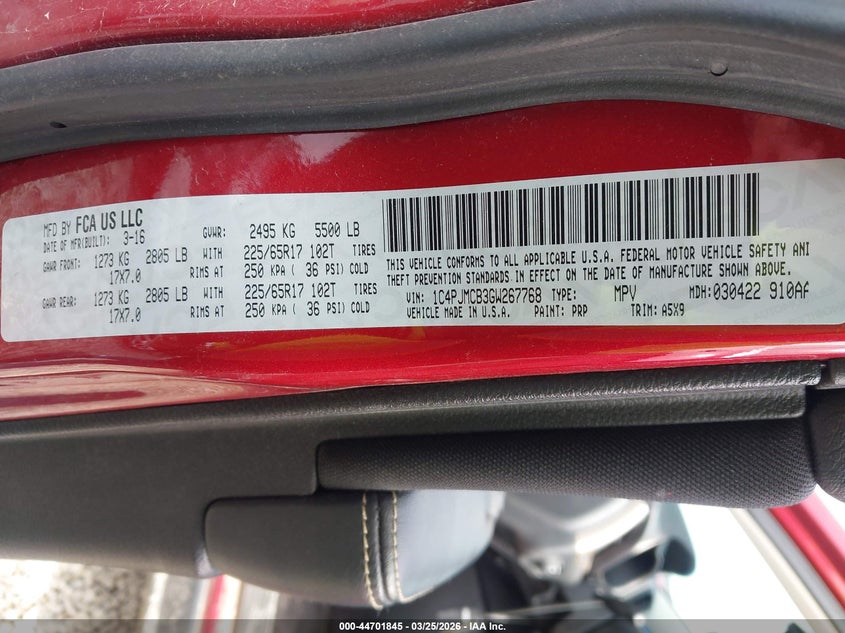 MFD BY FCA US LLC
DATE OF MFR(BUILT): 3-16
GVWR: 2495 KG 5500 LB
GAWR FRONT: 1273 KG 2805 LB WITH 225/65R17 102T TIRES
17X7.0 RIMS AT 250 KPA ( 36 PSI) COLD
GAWR REAR: 1273 KG 2805 LB WITH 225/65R17 102T TIRES
17X7.0 RIMS AT 250 KPA ( 36 PSI) COLD
THIS VEHICLE CONFORMS TO ALL APPLICABLE U.S.A. FEDERAL MOTOR VEHICLE SAFETY ANI
THEFT PREVENTION STANDARDS IN EFFECT ON THE DATE OF MANUFACTURE SHOWN ABOVE.
VIN: 1C4PJMCB3GW267768 TYPE: MPV MDH: 030422 910AF
VEHICLE MADE IN U.S.A. PAINT: PRP TRIM: A5X9
000-44701845 - 03/25/2026 - IAA Inc.